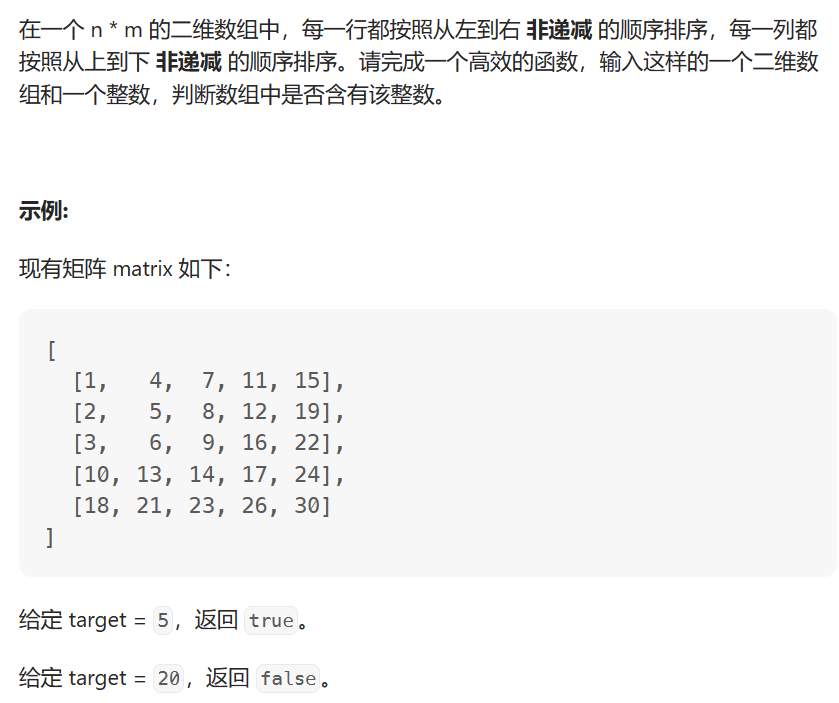 在一个 n * m 的二维数组中，每一行都按照从左到右 非递减 的顺序排序，每一列都
按照从上到下 非递减 的顺序排序。请完成一个高效的函数，输入这样的一个二维数
组和一个整数，判断数组中是否含有该整数。
示例:
现有矩阵 matrix 如下：
[
  [1,   4,  7, 11, 15],
  [2,   5,  8, 12, 19],
  [3,   6,  9, 16, 22],
  [10, 13, 14, 17, 24],
  [18, 21, 23, 26, 30]
]
给定 target = 5，返回 true。
给定 target = 20，返回 false。